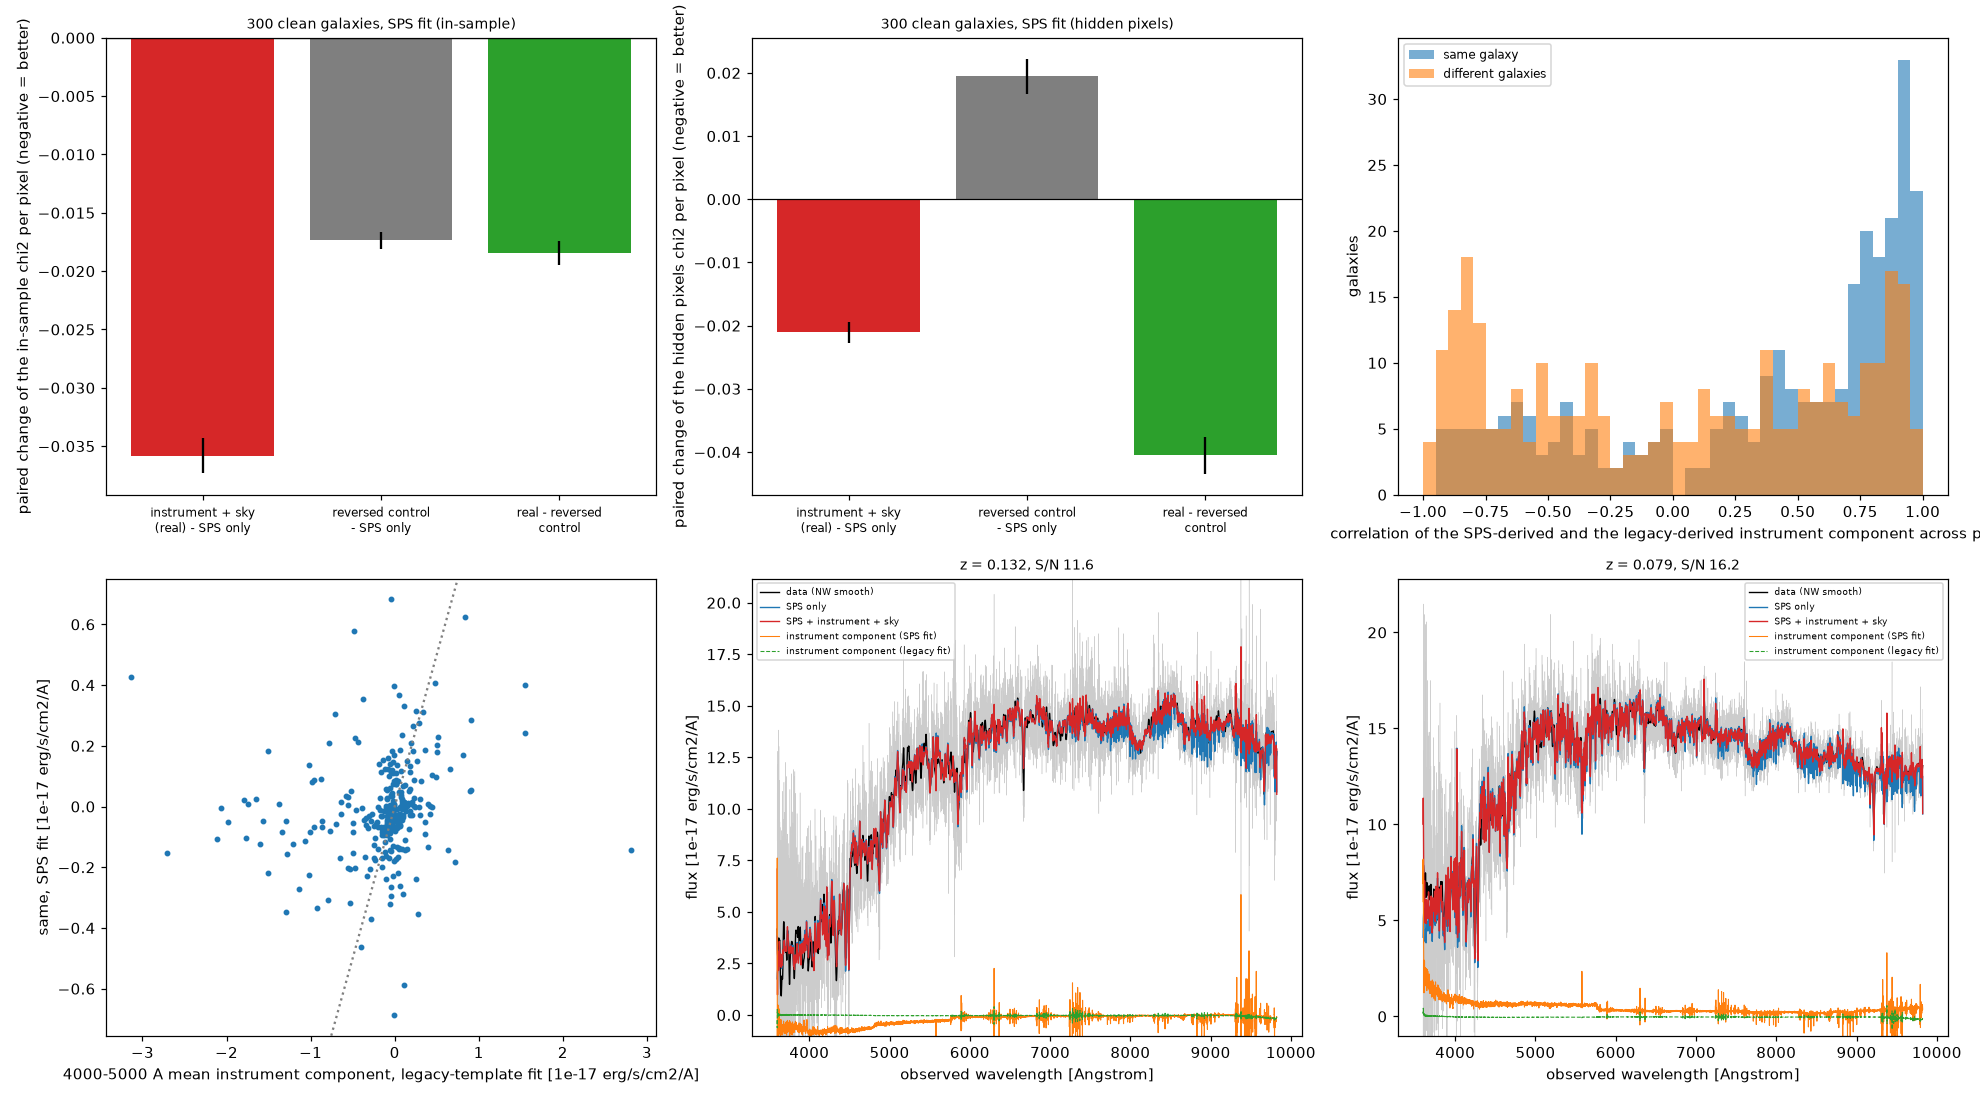 300 clean galaxies, SPS fit (in-sample)
paired change of the in-sample chi2 per pixel (negative = better)
0.000
−0.005
−0.010
−0.015
−0.020
−0.025
−0.030
−0.035
instrument + sky
(real) - SPS only
reversed control
- SPS only
real - reversed
control
300 clean galaxies, SPS fit (hidden pixels)
paired change of the hidden pixels chi2 per pixel (negative = better)
0.02
0.01
0.00
−0.01
−0.02
−0.03
−0.04
instrument + sky
(real) - SPS only
reversed control
- SPS only
real - reversed
control
same galaxy
different galaxies
galaxies
30
25
20
15
10
5
0
−1.00 −0.75 −0.50 −0.25 0.00 0.25 0.50 0.75 1.00
correlation of the SPS-derived and the legacy-derived instrument component across p
same, SPS fit [1e-17 erg/s/cm2/A]
0.6
0.4
0.2
0.0
−0.2
−0.4
−0.6
−3 −2 −1 0 1 2 3
4000-5000 A mean instrument component, legacy-template fit [1e-17 erg/s/cm2/A]
z = 0.132, S/N 11.6
data (NW smooth)
SPS only
SPS + instrument + sky
instrument component (SPS fit)
instrument component (legacy fit)
flux [1e-17 erg/s/cm2/A]
20.0
17.5
15.0
12.5
10.0
7.5
5.0
2.5
0.0
4000 5000 6000 7000 8000 9000 10000
observed wavelength [Angstrom]
z = 0.079, S/N 16.2
data (NW smooth)
SPS only
SPS + instrument + sky
instrument component (SPS fit)
instrument component (legacy fit)
flux [1e-17 erg/s/cm2/A]
20
15
10
5
0
4000 5000 6000 7000 8000 9000 10000
observed wavelength [Angstrom]